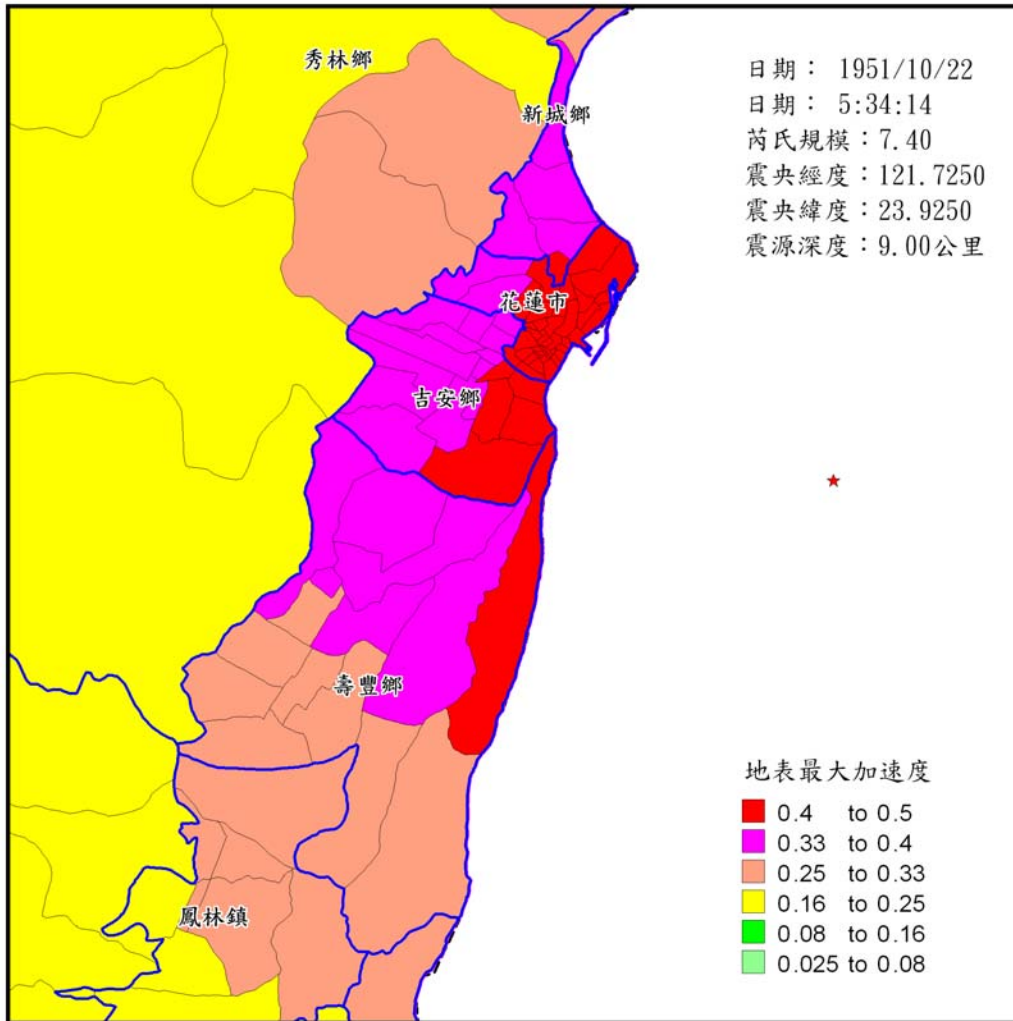 秀林鄉
日期： 1951/10/22
日期： 5:34:14
新城鄉
芮氏規模：7.40
震央經度：121.7250
震央緯度：23.9250
震源深度：9.00公里
花蓮市
吉安鄉
壽豐鄉
地表最大加速度
0.4 to 0.5
0.33 to 0.4
0.25 to 0.33
0.16 to 0.25
0.08 to 0.16
0.025 to 0.08
鳳林鎮